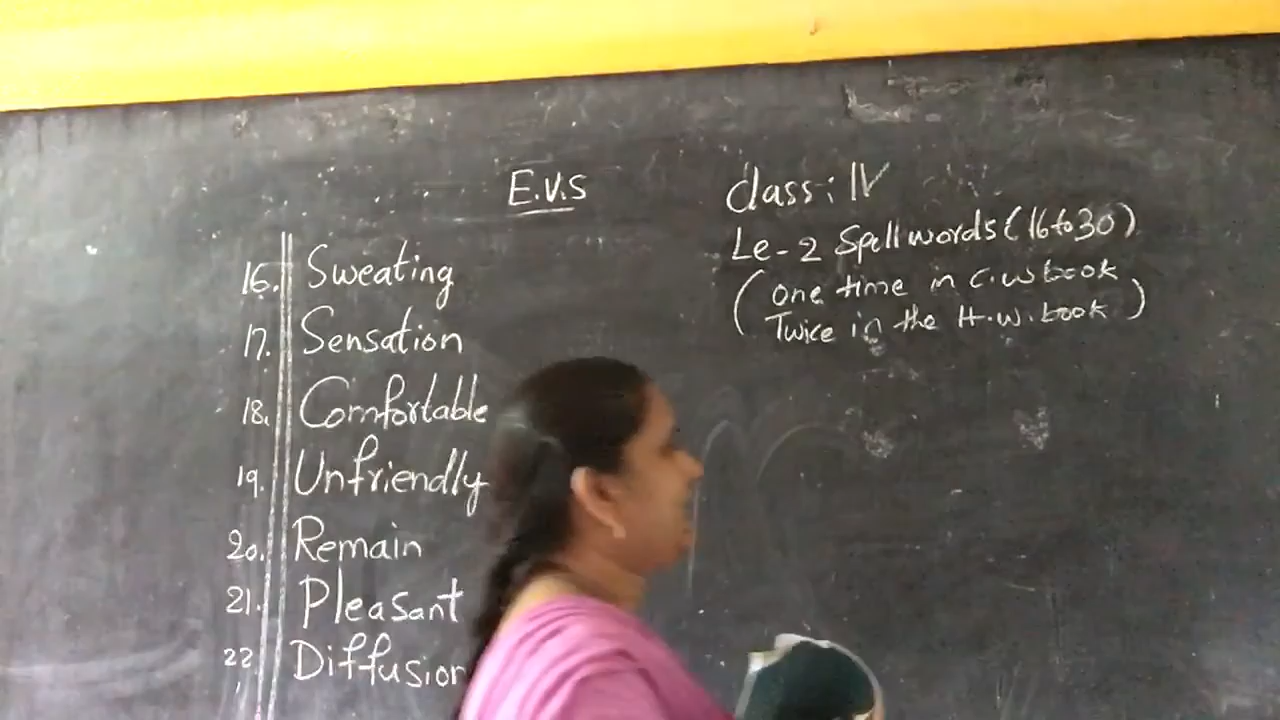 E.V.S
Class: IV
Le-2 Spell words (16 to 30)
(One time in C.W book
Twice in the H.W. book)
16. Sweating
17. Sensation
18. Comfortable
19. Unfriendly
20. Remain
21. Pleasant
22. Diffusion